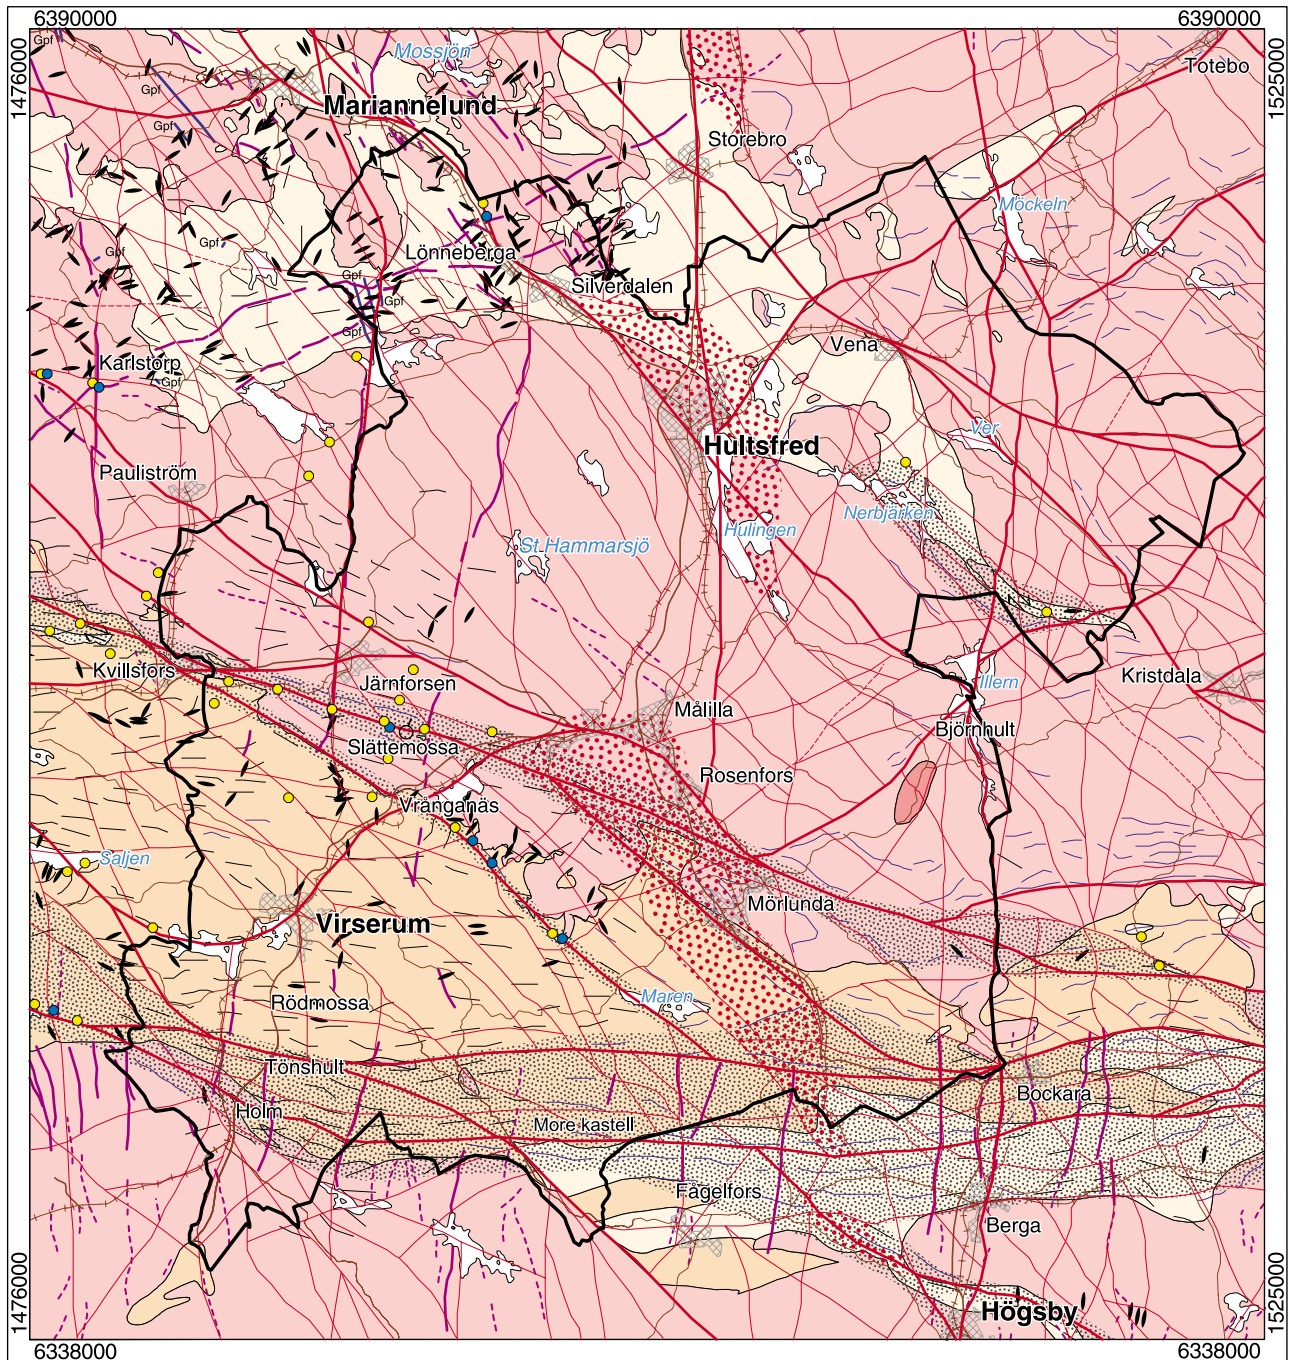 6390000
6390000
1476000
1525000
Gpf
Mossjön
Totebo
Gpf
Mariannelund
Gpf
Storebro
Möckeln
Gpf
Gpf
Lönneberga
Gpf
Silverdalen
Gpf
Gpf
Vena
Karlstorp
Gpf
Ver
Hultsfred
Pauliström
Nerbjärken
Hulingen
St Hammarsjö
Kvillsfors
Järnforsen
Illern
Kristdala
Målilla
Björnhult
Slättemossa
Rosenfors
Vrånganäs
Saljen
Mörlunda
Virserum
Rödmossa
Maren
Tönshult
Bockara
Holm
More kastell
Fågelfors
Berga
Högsby
1476000
1525000
6338000
6338000